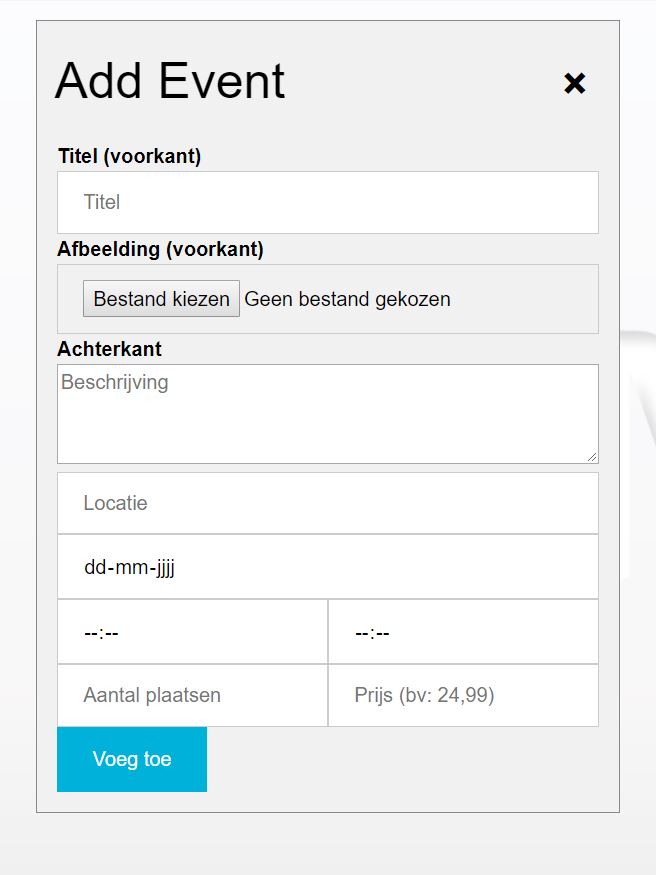 Add Event ×
Titel (voorkant)
Titel
Afbeelding (voorkant)
Bestand kiezen Geen bestand gekozen
Achterkant
Beschrijving
Locatie
dd-mm-jjjj
--:-- --:--
Aantal plaatsen Prijs (bv: 24,99)
Voeg toe